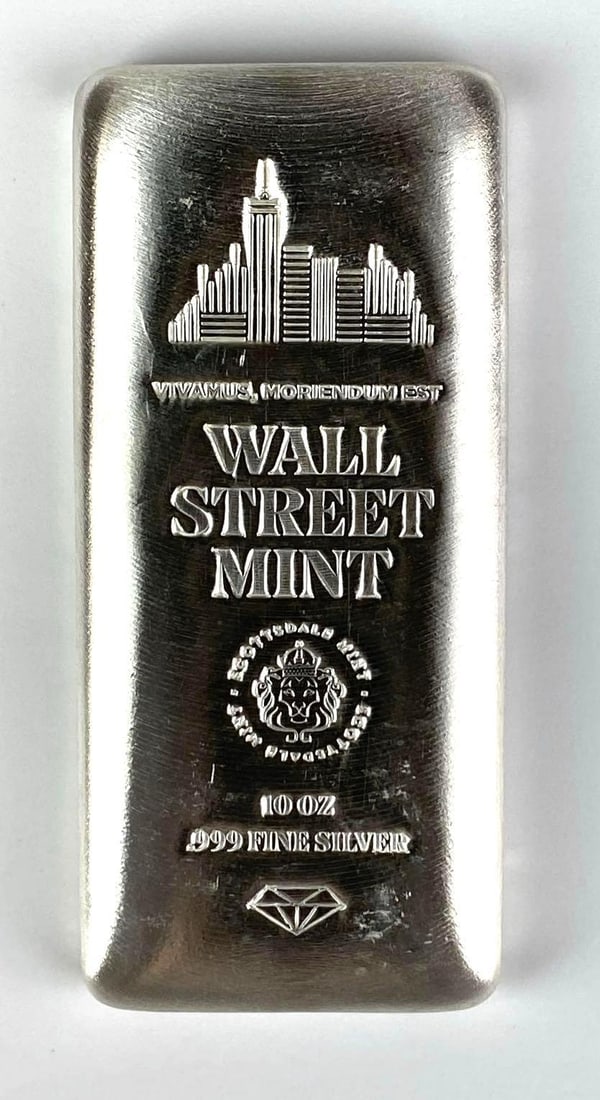 VIVAMUS, MORIENDUM EST
WALL
STREET
MINT
SCOTTSDALE MINT · SCOTTSDALE MINT ·
10 OZ
.999 FINE SILVER